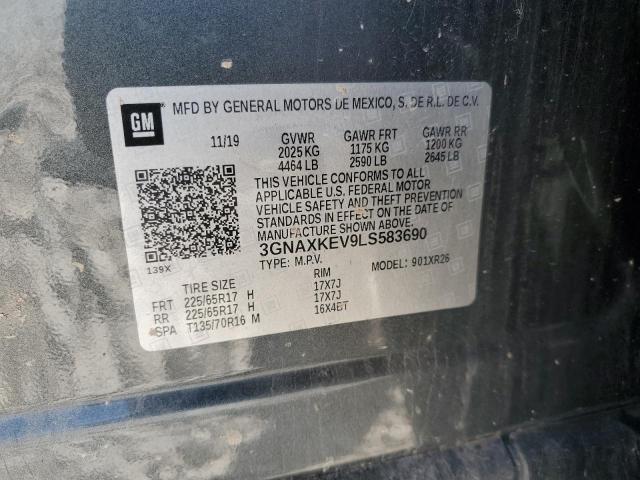 GM
MFD BY GENERAL MOTORS DE MEXICO, S. DE R.L. DE C.V.
11/19 GVWR GAWR FRT GAWR RR
2025 KG 1175 KG 1200 KG
4464 LB 2590 LB 2645 LB
THIS VEHICLE CONFORMS TO ALL
APPLICABLE U.S. FEDERAL MOTOR
VEHICLE SAFETY AND THEFT PREVENTION
STANDARDS IN EFFECT ON THE DATE OF
MANUFACTURE SHOWN ABOVE.
3GNAXKEV9LS583690
139X
TYPE: M.P.V. MODEL: 901XR26
TIRE SIZE RIM
FRT 225/65R17 H 17X7J
RR 225/65R17 H 17X7J
SPA T135/70R16 M 16X4BT